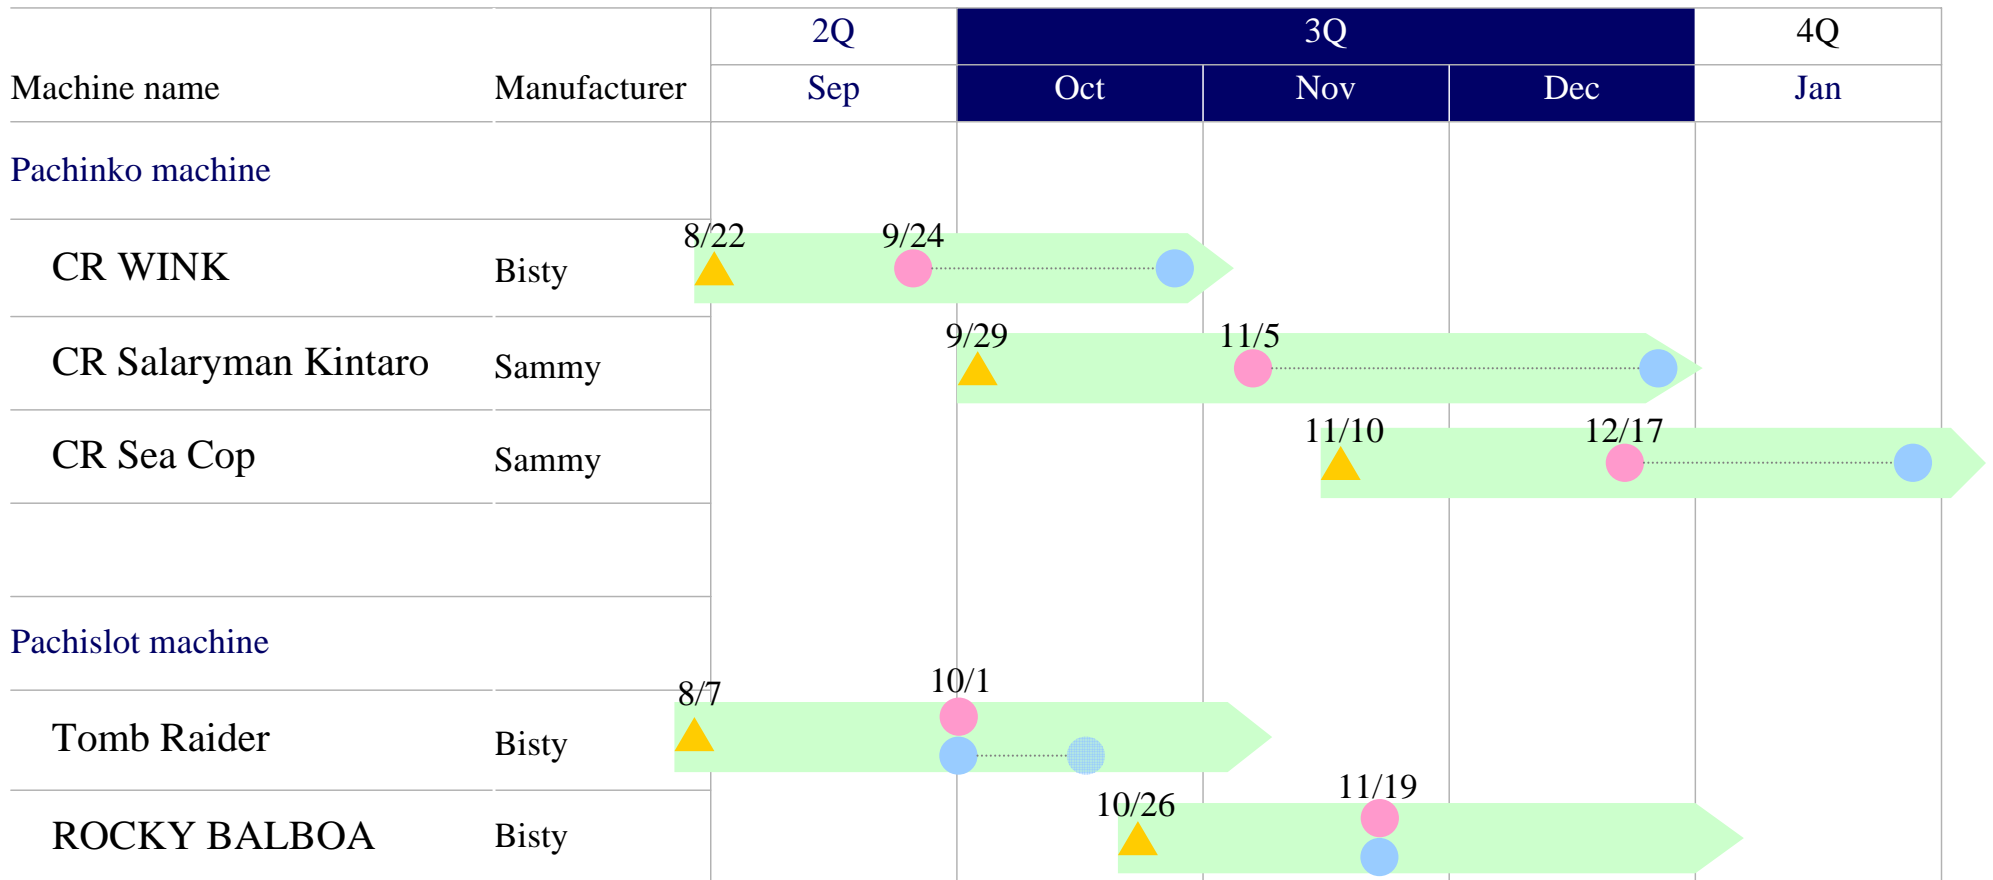 2Q 3Q 4Q
Machine name Manufacturer Sep Oct Nov Dec Jan
Pachinko machine
8/22 9/24
CR WINK Bisty
9/29 11/5
CR Salaryman Kintaro Sammy
11/10 12/17
CR Sea Cop Sammy
Pachislot machine
8/7 10/1
Tomb Raider Bisty
10/26 11/19
ROCKY BALBOA Bisty